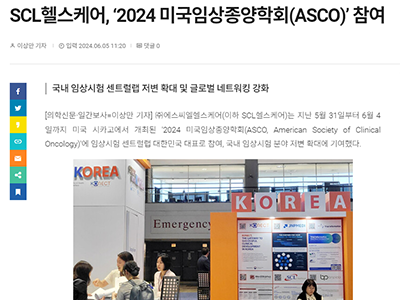 SCL헬스케어, ‘2024 미국임상종양학회(ASCO)’ 참여
이상만 기자
입력 2024.06.05 11:20
댓글 0
국내 임상시험 센트럴랩 저변 확대 및 글로벌 네트워킹 강화
[의학신문·일간보사=이상만 기자] ㈜에스씨엘헬스케어(이하 SCL헬스케어)는 지난 5월 31일부터 6월 4
일까지 미국 시카고에서 개최된 ‘2024 미국임상종양학회(ASCO, American Society of Clinical
Oncology)’에 임상시험 센트럴랩 대한민국 대표로 참여, 국내 임상시험 분야 저변 확대에 기여했다.
KOREA
Emergency
KOREA